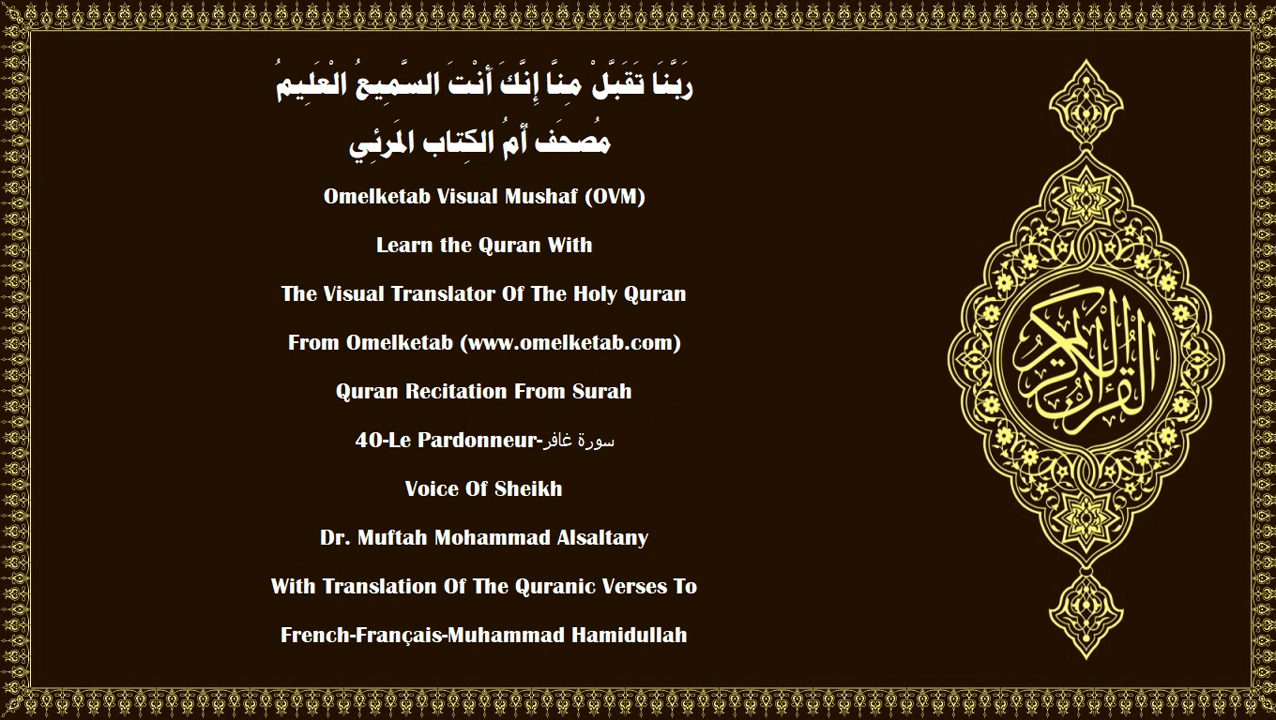 رَبَّنَا تَقَبَّلْ مِنَّا إِنَّكَ أَنْتَ السَّمِيعُ الْعَلِيمُ
مُصحَف أمُ الكِتاب المَرئِي
Omelketab Visual Mushaf (OVM)
Learn the Quran With
The Visual Translator Of The Holy Quran
From Omelketab (www.omelketab.com)
Quran Recitation From Surah
40-Le Pardonneur-سورة غافر
Voice Of Sheikh
Dr. Muftah Mohammad Alsaltany
With Translation Of The Quranic Verses To
French-Français-Muhammad Hamidullah
القرآن الكريم